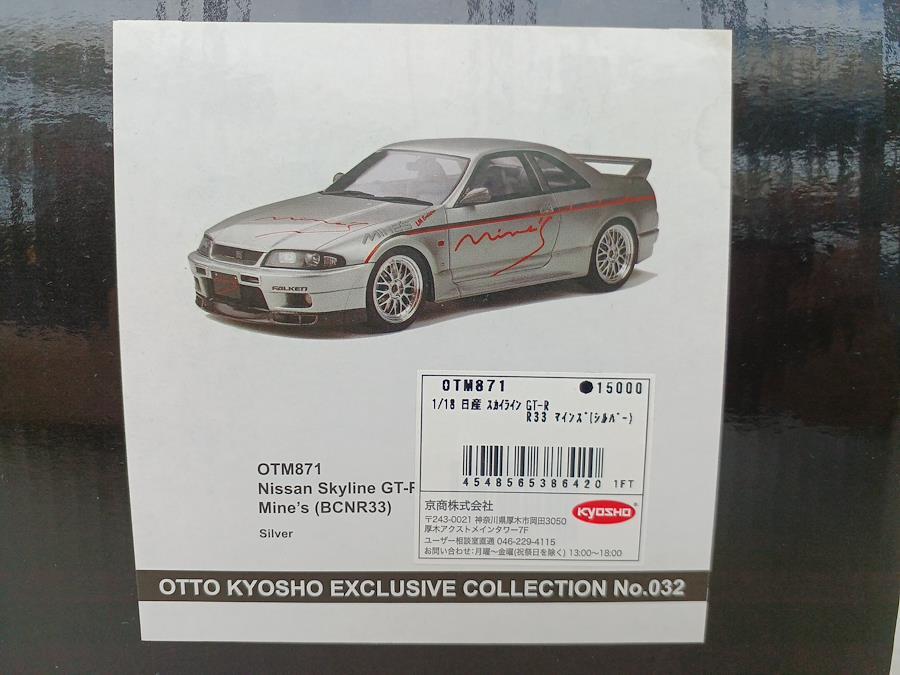 MINE'S LM Edition
Mine's
FALKEN
OTM871 ●15000
1/18 日産 スカイライン GT-R
R33 マインズ(シルバー)
4548565386420 1FT
OTM871
Nissan Skyline GT-R
Mine's (BCNR33)
Silver
京商株式会社
KYOSHO
〒243-0021 神奈川県厚木市岡田3050
厚木アクストメインタワー7F
ユーザー相談室直通 046-229-4115
お問い合わせ:月曜〜金曜(祝祭日を除く) 13:00〜18:00
OTTO KYOSHO EXCLUSIVE COLLECTION No.032